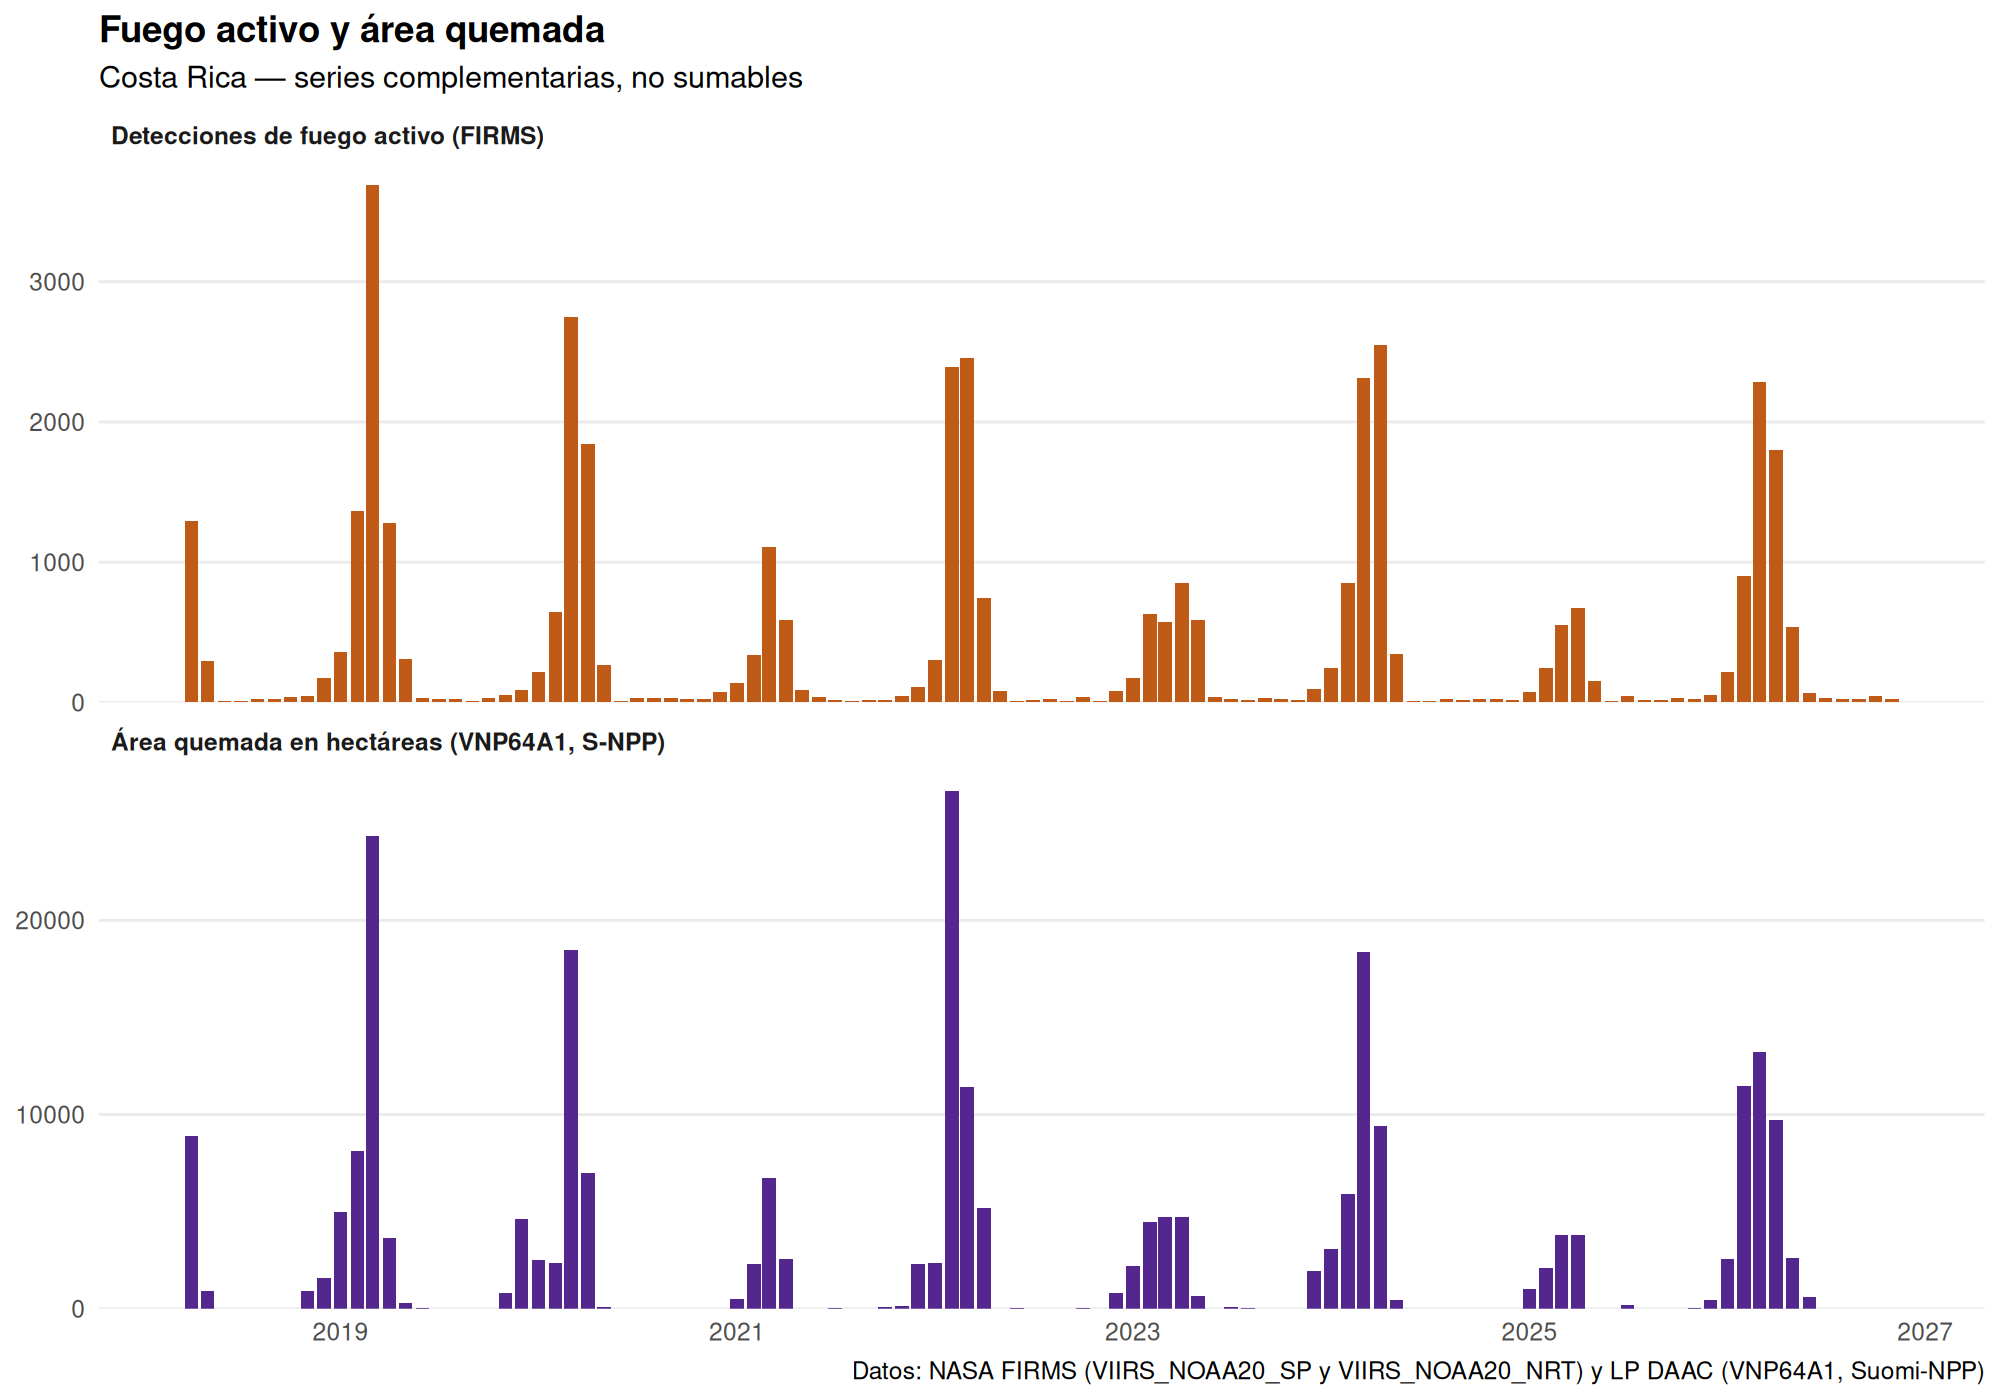 Fuego activo y área quemada
Costa Rica — series complementarias, no sumables
Detecciones de fuego activo (FIRMS)
3000
2000
1000
0
Área quemada en hectáreas (VNP64A1, S-NPP)
20000
10000
0
2019 2021 2023 2025 2027
Datos: NASA FIRMS (VIIRS_NOAA20_SP y VIIRS_NOAA20_NRT) y LP DAAC (VNP64A1, Suomi-NPP)